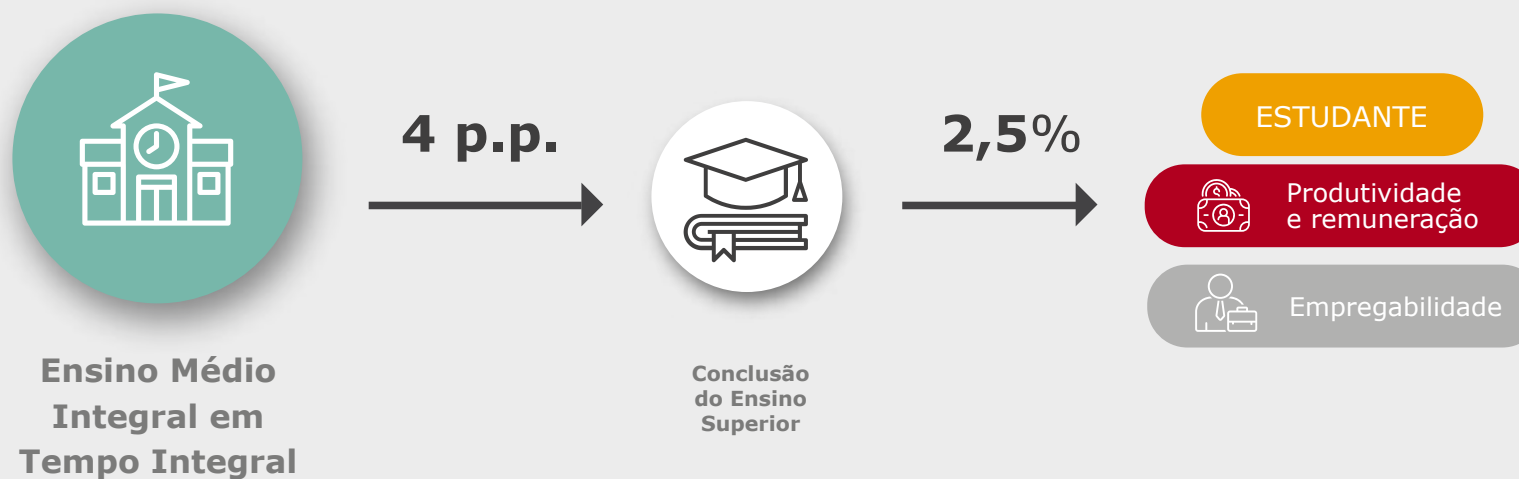 4 p.p.
2,5%
ESTUDANTE
Produtividade
e remuneração
Empregabilidade
Ensino Médio
Integral em
Tempo Integral
Conclusão
do Ensino
Superior